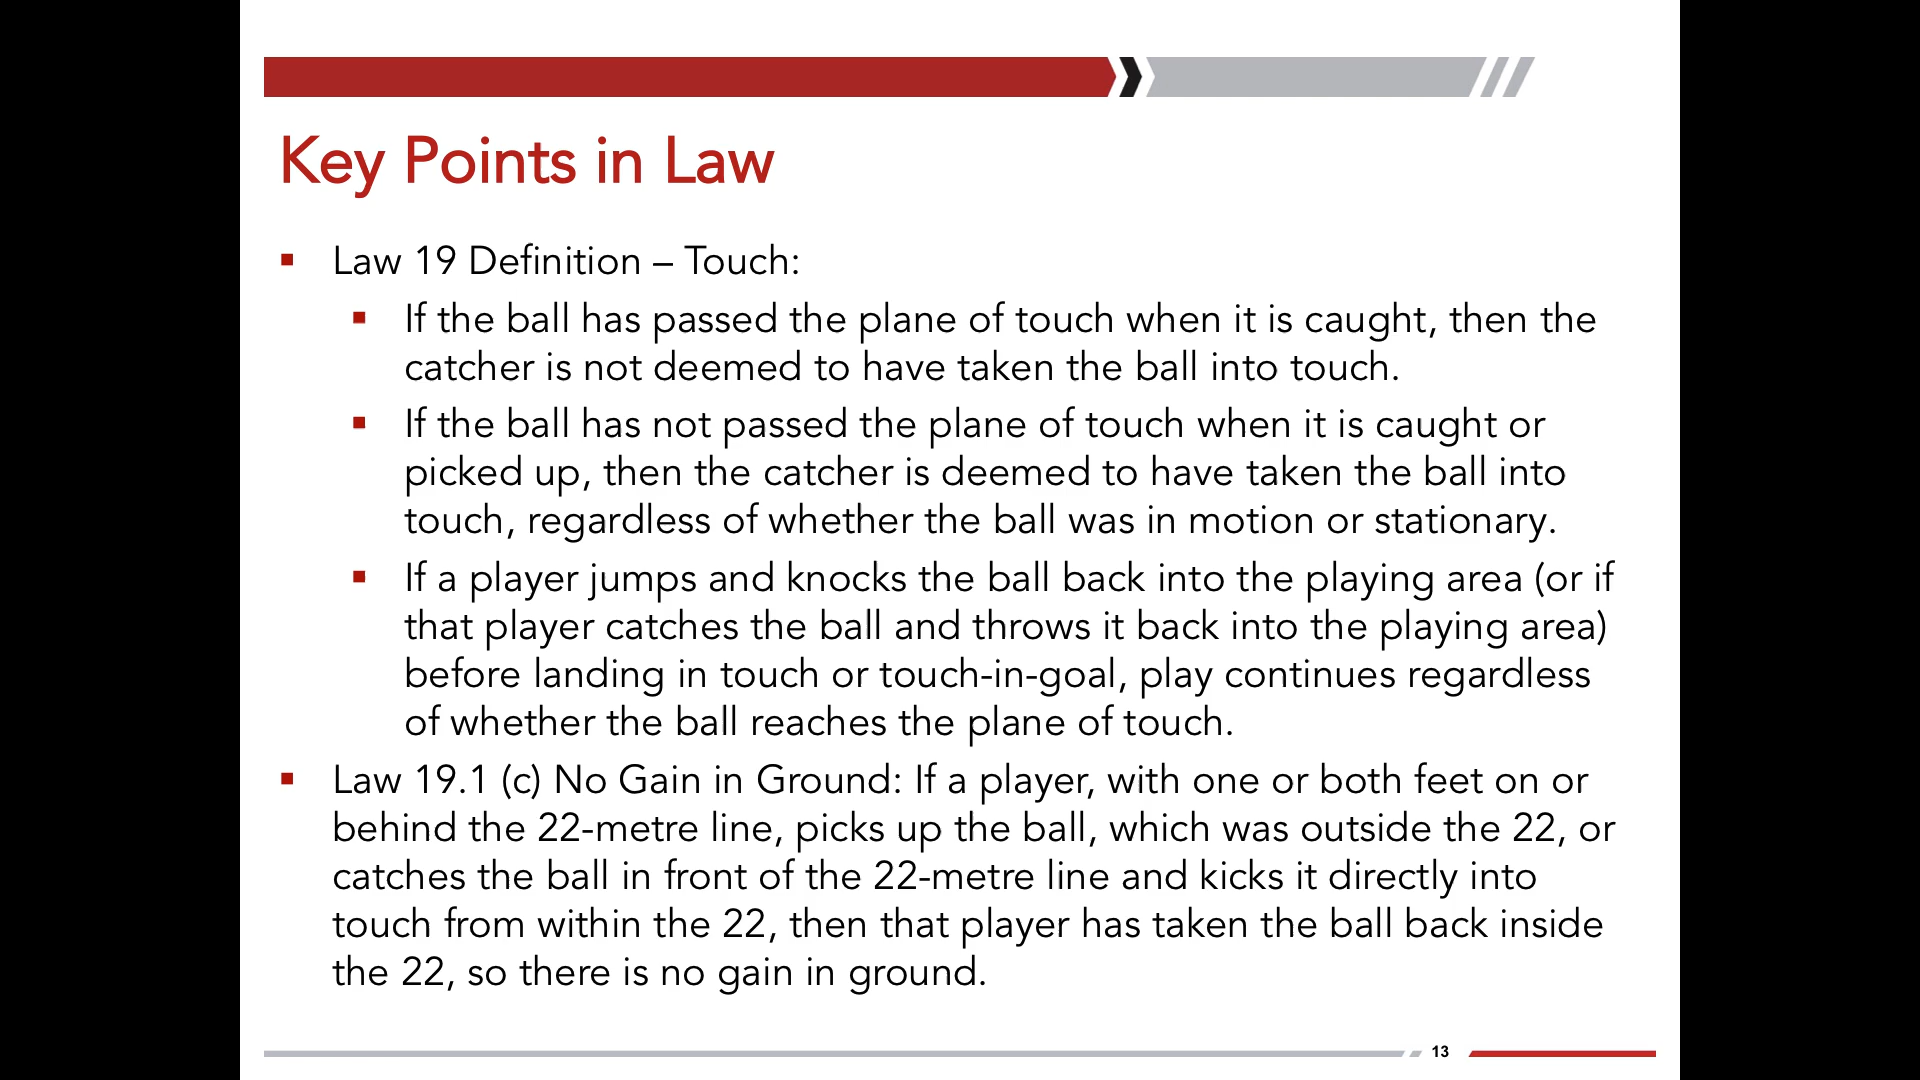 Key Points in Law
▪ Law 19 Definition – Touch:
▪ If the ball has passed the plane of touch when it is caught, then the
catcher is not deemed to have taken the ball into touch.
▪ If the ball has not passed the plane of touch when it is caught or
picked up, then the catcher is deemed to have taken the ball into
touch, regardless of whether the ball was in motion or stationary.
▪ If a player jumps and knocks the ball back into the playing area (or if
that player catches the ball and throws it back into the playing area)
before landing in touch or touch-in-goal, play continues regardless
of whether the ball reaches the plane of touch.
▪ Law 19.1 (c) No Gain in Ground: If a player, with one or both feet on or
behind the 22-metre line, picks up the ball, which was outside the 22, or
catches the ball in front of the 22-metre line and kicks it directly into
touch from within the 22, then that player has taken the ball back inside
the 22, so there is no gain in ground.
13